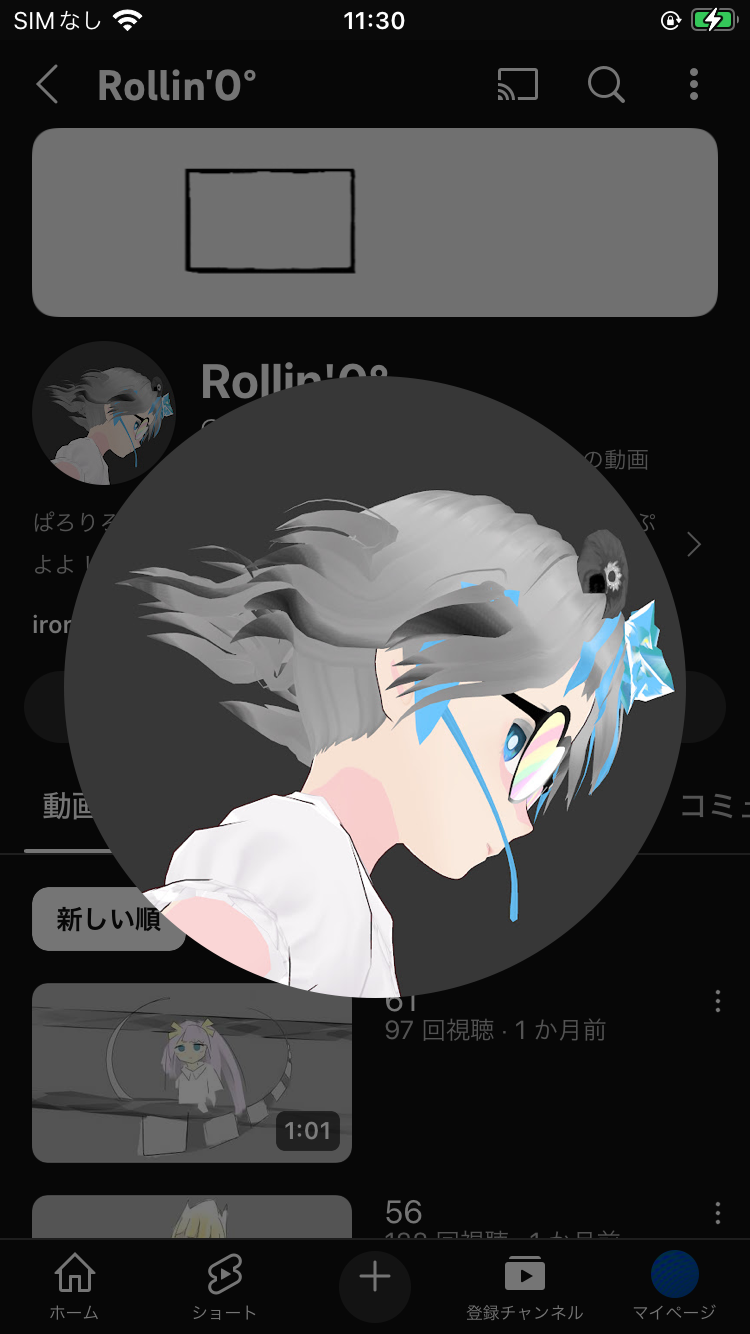 SIMなし 11:30
Rollin'0°
Rollin'0°
の動画
ぱろりろ
ぷ
よよ！
動画
コミュ
新しい順
61
97 回視聴 · 1 か月前
1:01
56
ホーム
ショート
登録チャンネル
マイページ